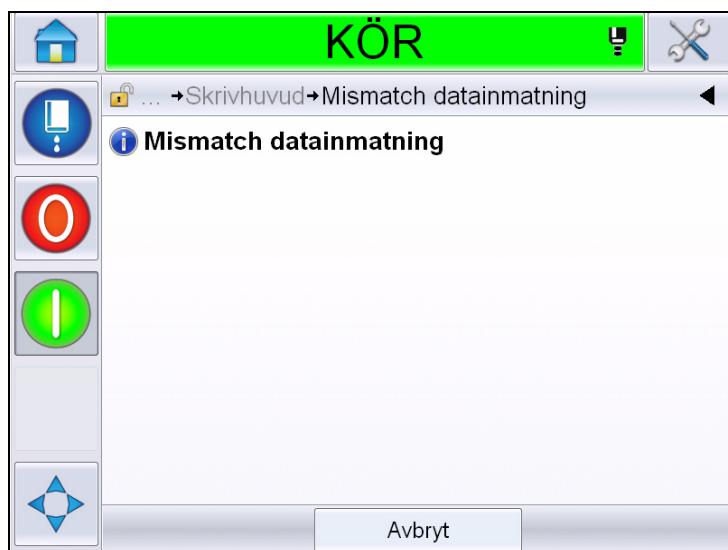 KÖR
... →Skrivhuvud→Mismatch datainmatning
Mismatch datainmatning
Avbryt